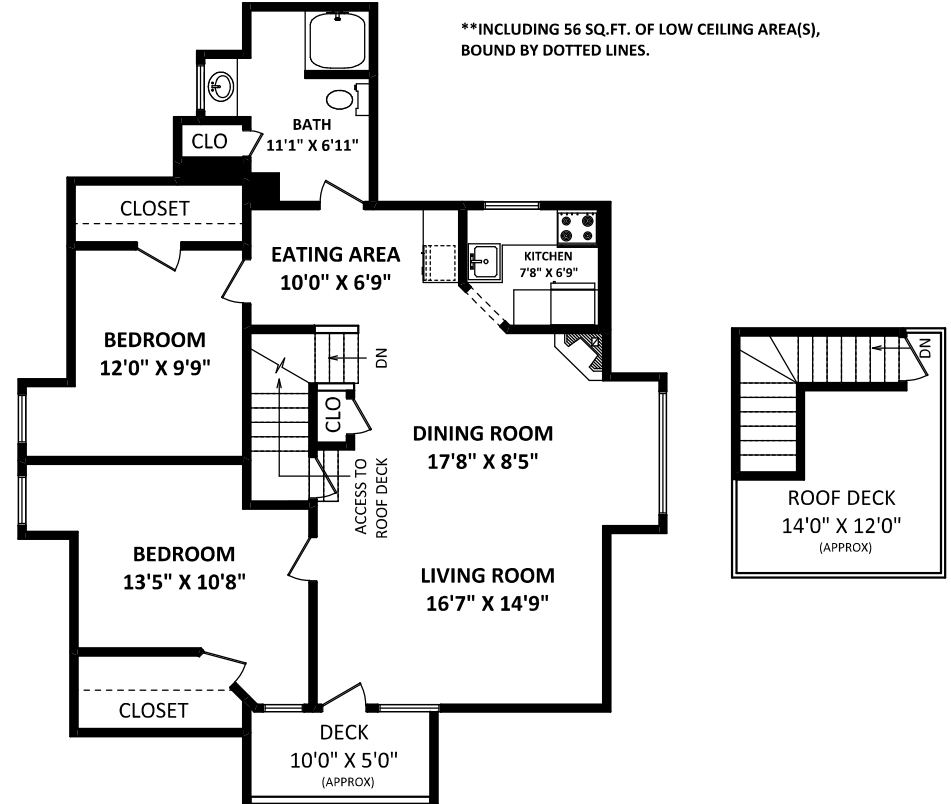 **INCLUDING 56 SQ.FT. OF LOW CEILING AREA(S),
BOUND BY DOTTED LINES.
BATH
11'1" X 6'11"
CLO
CLOSET
EATING AREA
10'0" X 6'9"
KITCHEN
7'8" X 6'9"
BEDROOM
12'0" X 9'9"
DN
CLO
DINING ROOM
17'8" X 8'5"
ACCESS TO
ROOF DECK
BEDROOM
13'5" X 10'8"
LIVING ROOM
16'7" X 14'9"
CLOSET
DECK
10'0" X 5'0"
(APPROX)
DN
ROOF DECK
14'0" X 12'0"
(APPROX)